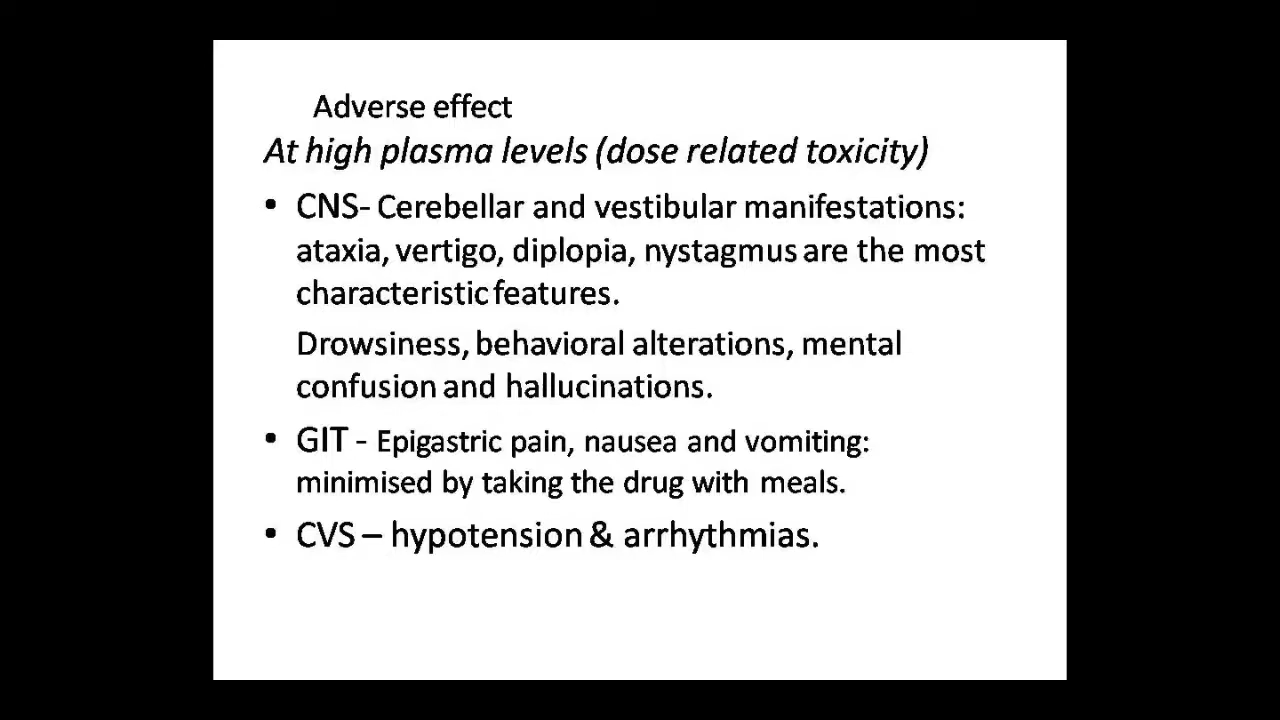 Adverse effect
At high plasma levels (dose related toxicity)
• CNS- Cerebellar and vestibular manifestations:
ataxia, vertigo, diplopia, nystagmus are the most
characteristic features.
Drowsiness, behavioral alterations, mental
confusion and hallucinations.
• GIT - Epigastric pain, nausea and vomiting:
minimised by taking the drug with meals.
• CVS – hypotension & arrhythmias.